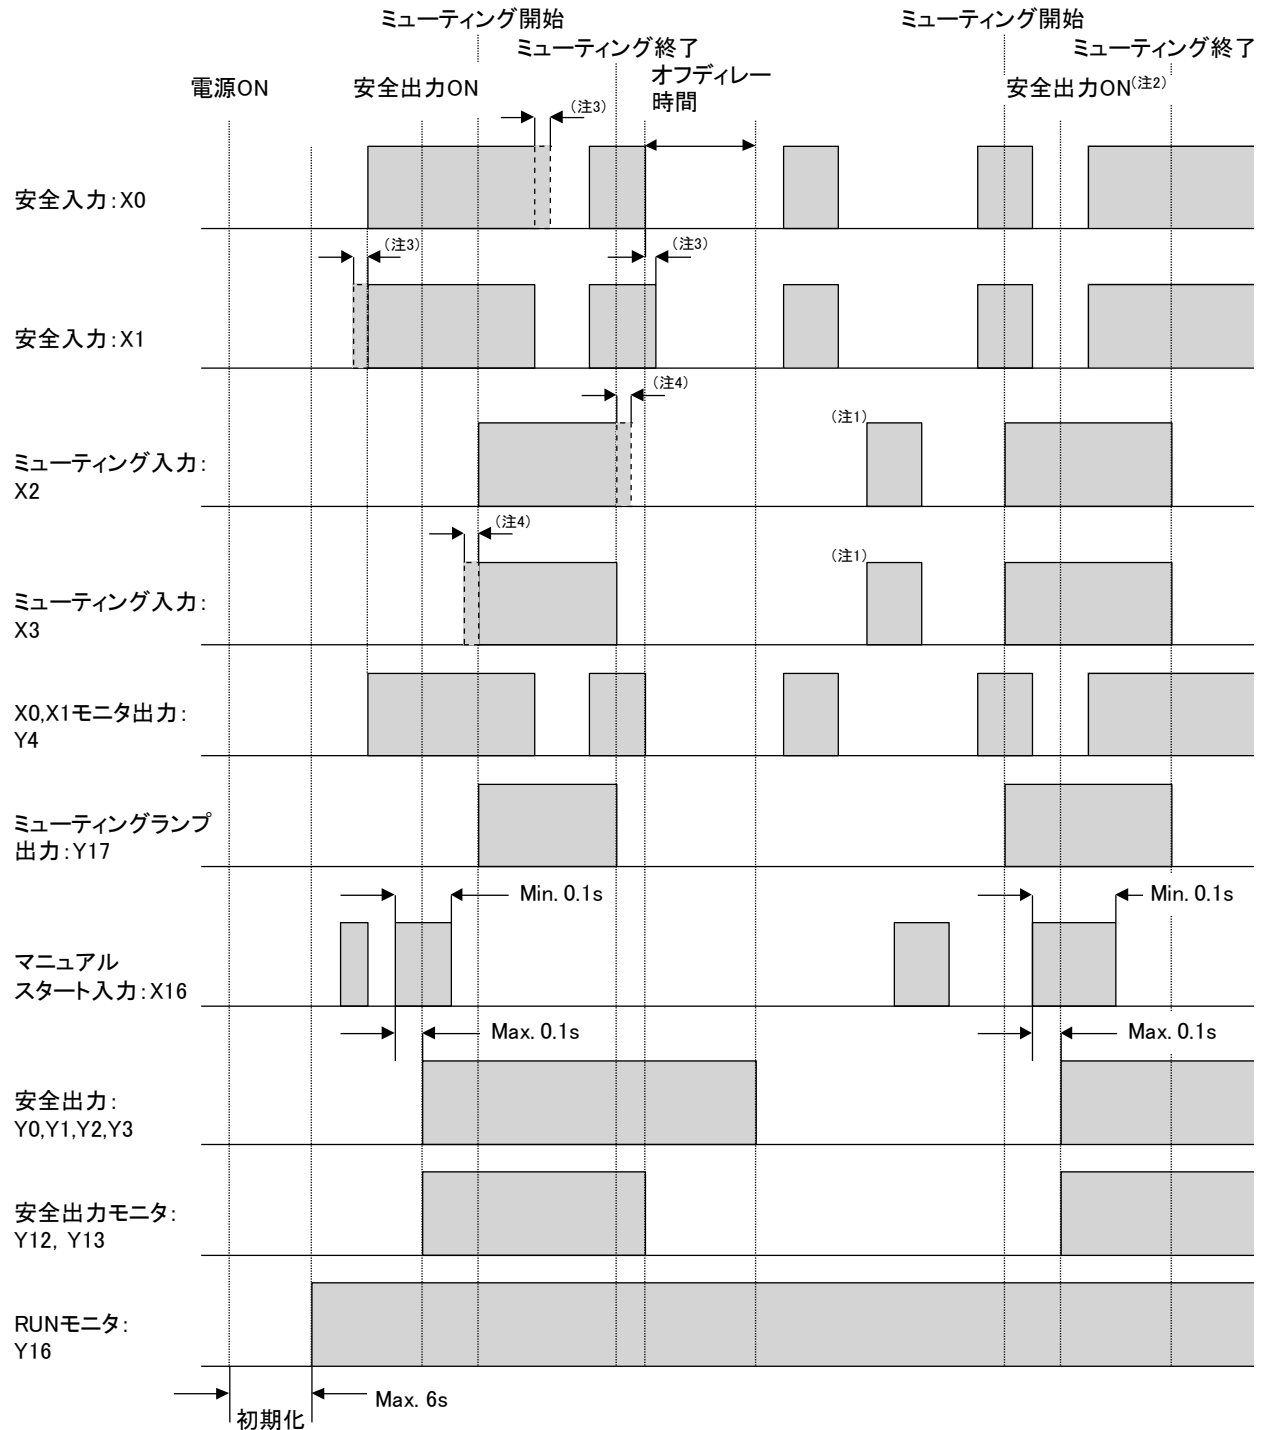 ミューティング開始
ミューティング開始
ミューティング終了
ミューティング終了
電源ON
安全出力ON
オフディレー
時間
安全出力ON(注2)
(注3)
安全入力:X0
(注3)
(注3)
安全入力:X1
(注4)
(注1)
ミューティング入力:
X2
(注4)
(注1)
ミューティング入力:
X3
X0,X1モニタ出力:
Y4
ミューティングランプ
出力:Y17
Min. 0.1s
Min. 0.1s
マニュアル
スタート入力:X16
Max. 0.1s
Max. 0.1s
安全出力:
Y0,Y1,Y2,Y3
安全出力モニタ:
Y12, Y13
RUNモニタ:
Y16
Max. 6s
初期化